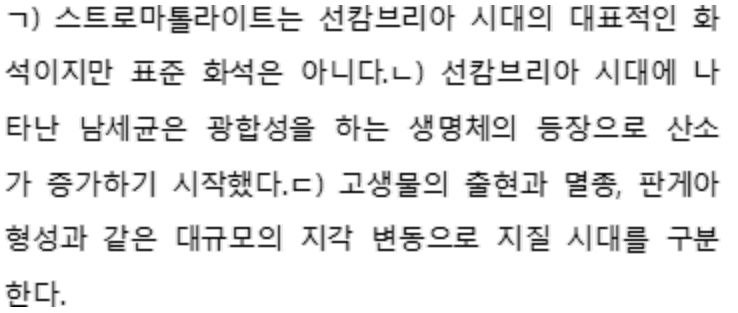 ㄱ) 스트로마톨라이트는 선캄브리아 시대의 대표적인 화
석이지만 표준 화석은 아니다.ㄴ) 선캄브리아 시대에 나
타난 남세균은 광합성을 하는 생명체의 등장으로 산소
가 증가하기 시작했다.ㄷ) 고생물의 출현과 멸종, 판게아
형성과 같은 대규모의 지각 변동으로 지질 시대를 구분
한다.